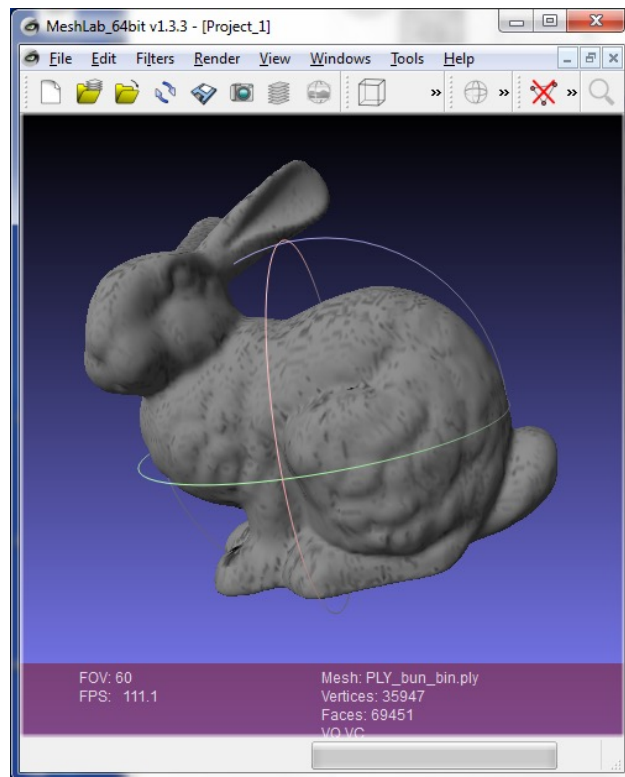 MeshLab_64bit v1.3.3 - [Project_1]
File Edit Filters Render View Windows Tools Help
FOV: 60
FPS: 111.1
Mesh: PLY_bun_bin.ply
Vertices: 35947
Faces: 69451
VQ VC